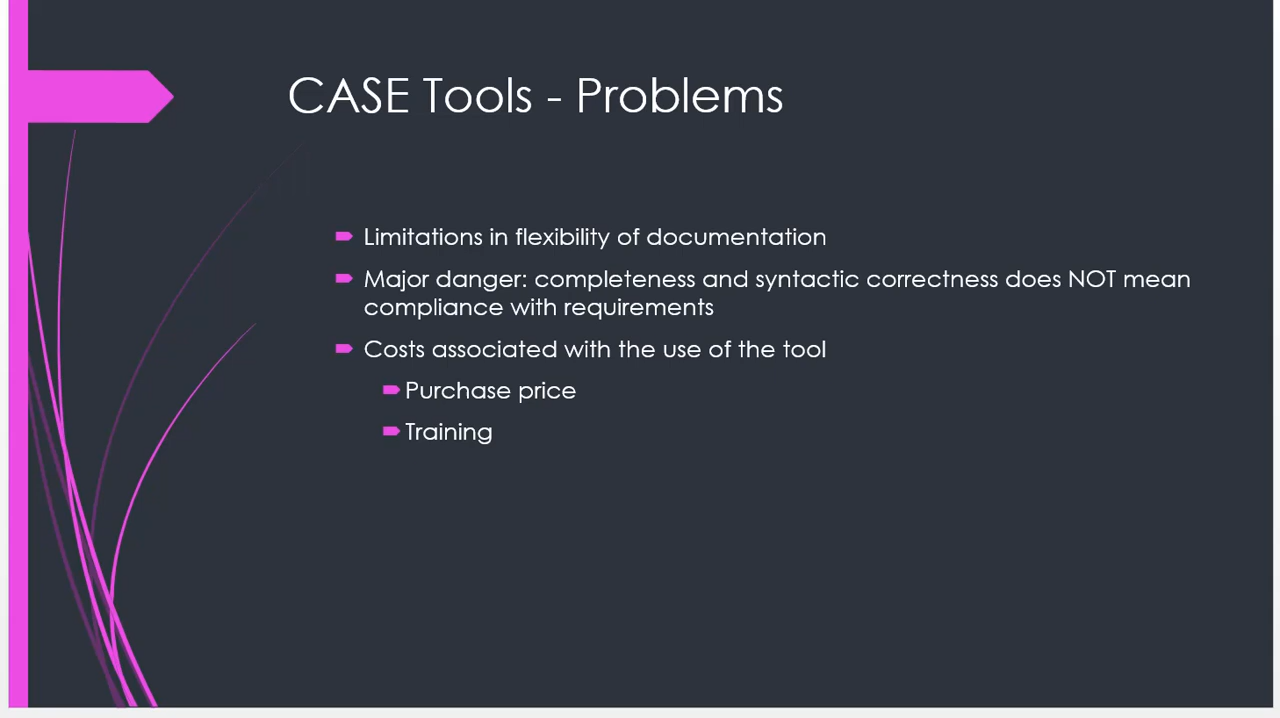 CASE Tools - Problems
Limitations in flexibility of documentation
Major danger: completeness and syntactic correctness does NOT mean
compliance with requirements
Costs associated with the use of the tool
Purchase price
Training